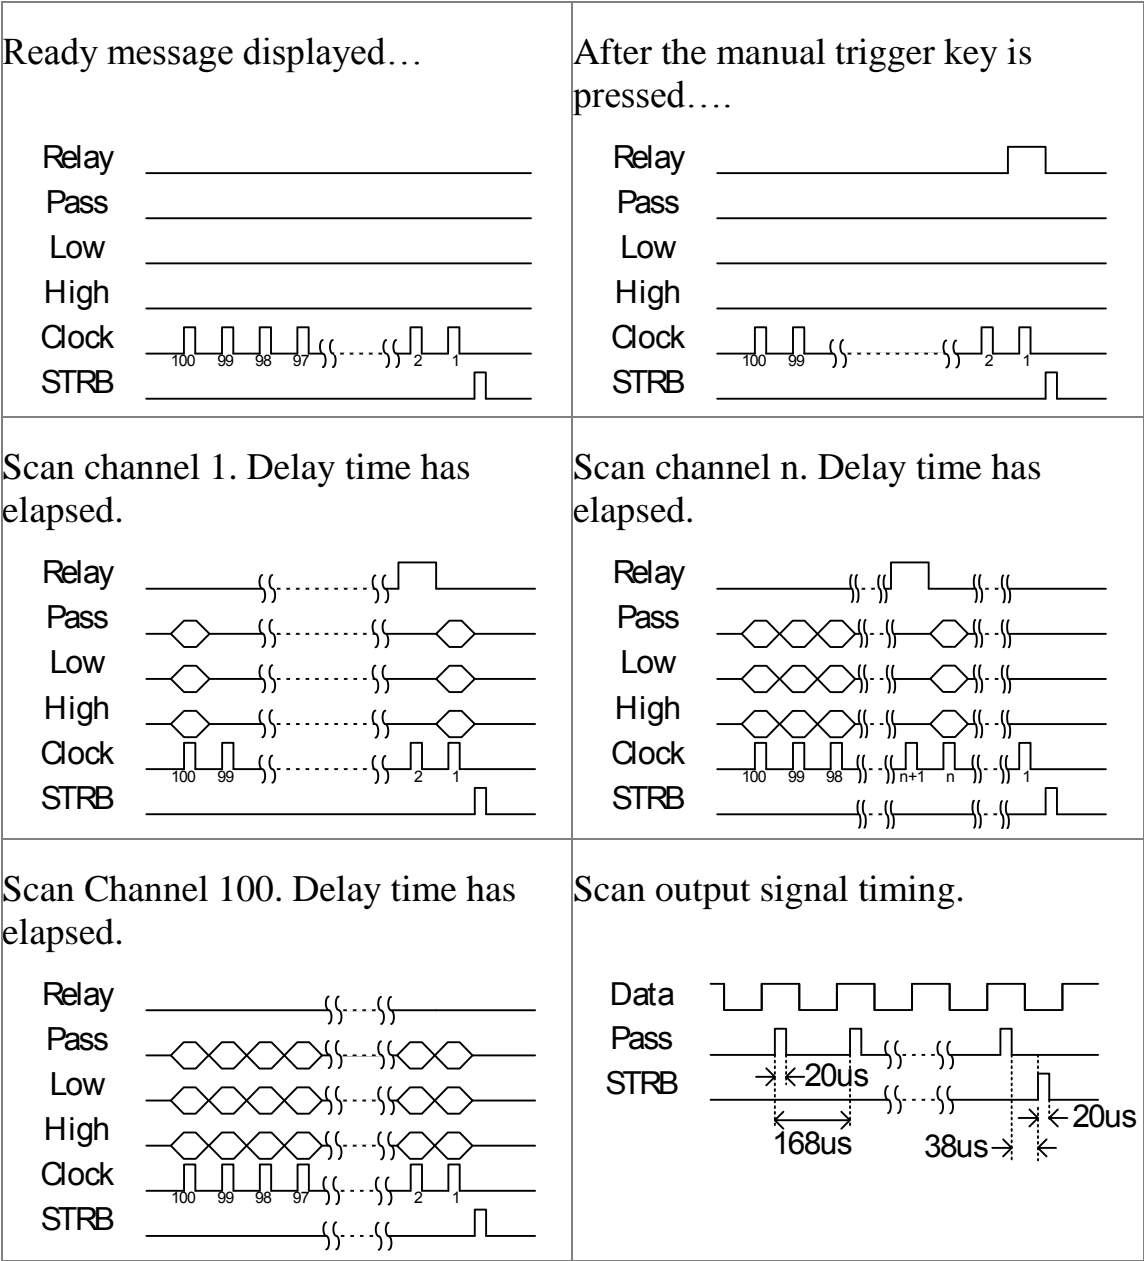 Ready message displayed…
Relay
Pass
Low
High
Clock
100 99 98 97 2 1
STRB
After the manual trigger key is
pressed….
Relay
Pass
Low
High
Clock
100 99 2 1
STRB
Scan channel 1. Delay time has
elapsed.
Relay
Pass
Low
High
Clock
100 99 2 1
STRB
Scan channel n. Delay time has
elapsed.
Relay
Pass
Low
High
Clock
100 99 98 n+1 n 1
STRB
Scan Channel 100. Delay time has
elapsed.
Relay
Pass
Low
High
Clock
100 99 98 97 2 1
STRB
Scan output signal timing.
Data
Pass
STRB
20us
20us
168us
38us